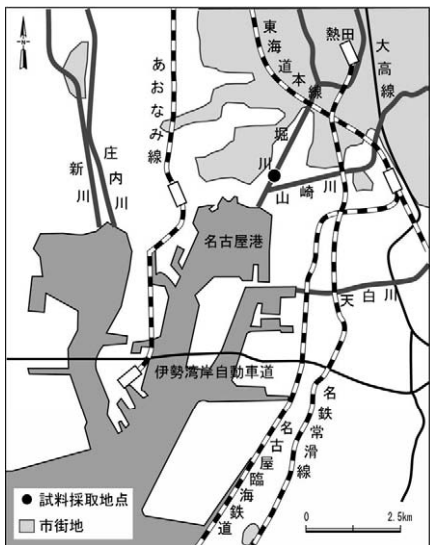 N
東海道本線
熱田
大高線
あおなみ線
堀川
庄内川
新川
山崎川
名古屋港
天白川
伊勢湾岸自動車道
名鉄常滑線
名古屋臨海鉄道
試料採取地点
市街地
0 2.5km